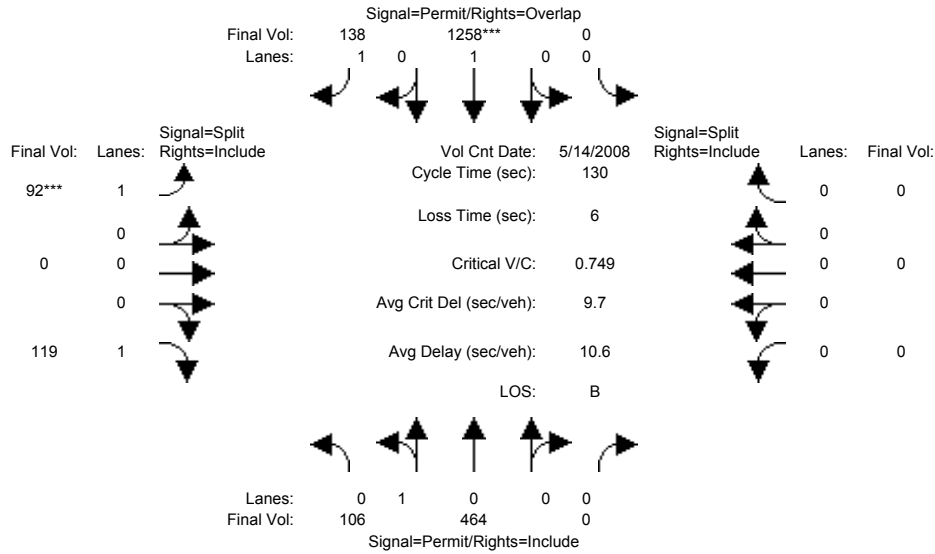 Signal=Permit/Rights=Overlap
Final Vol: 138 1258*** 0
Lanes: 1 0 1 0 0
Signal=Split Signal=Split
Final Vol: Lanes: Rights=Include Vol Cnt Date: 5/14/2008 Rights=Include Lanes: Final Vol:
Cycle Time (sec): 130
92*** 1 0 0
Loss Time (sec): 6
0 0
0 0 Critical V/C: 0.749 0 0
0 Avg Crit Del (sec/veh): 9.7 0
119 1 Avg Delay (sec/veh): 10.6 0 0
LOS: B
Lanes: 0 1 0 0 0
Final Vol: 106 464 0
Signal=Permit/Rights=Include